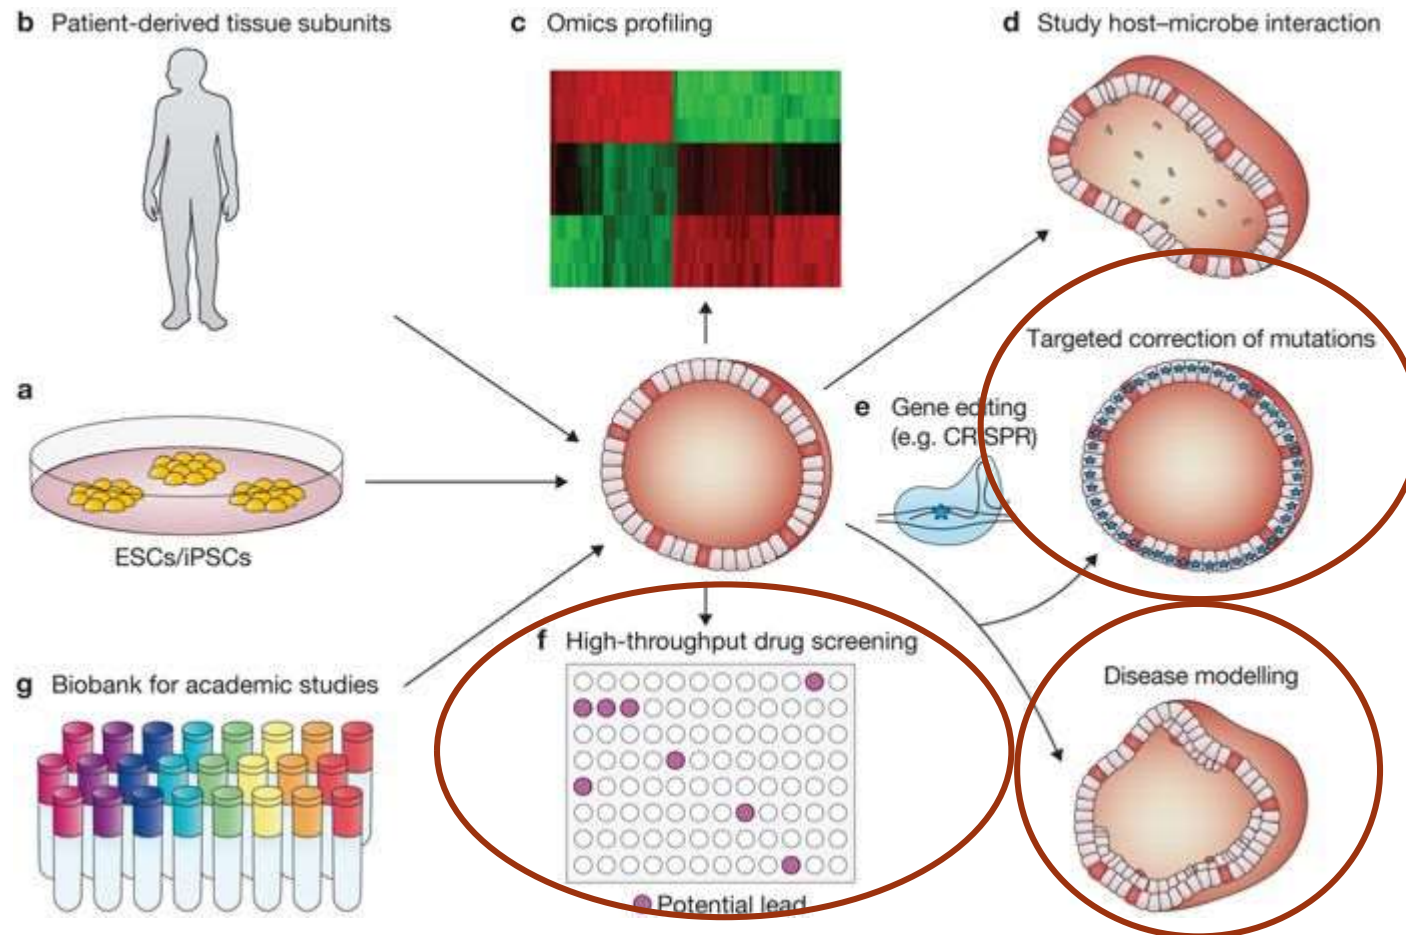 b Patient-derived tissue subunits
c Omics profiling
d Study host–microbe interaction
Targeted correction of mutations
a
e Gene editing
(e.g. CRISPR)
ESCs/iPSCs
f High-throughput drug screening
g Biobank for academic studies
Disease modelling
Potential lead